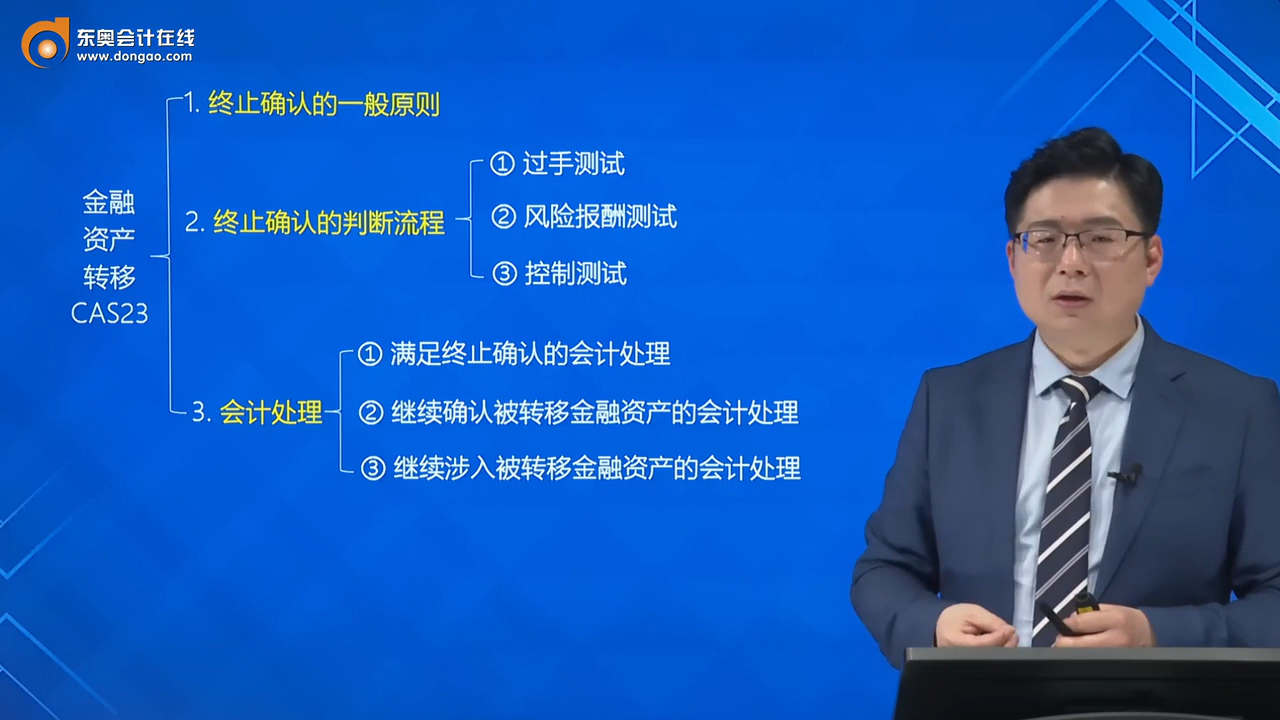 东奥会计在线
www.dongao.com
1. 终止确认的一般原则
① 过手测试
2. 终止确认的判断流程
② 风险报酬测试
③ 控制测试
金融
资产
转移
CAS23
① 满足终止确认的会计处理
3. 会计处理
② 继续确认被转移金融资产的会计处理
③ 继续涉入被转移金融资产的会计处理